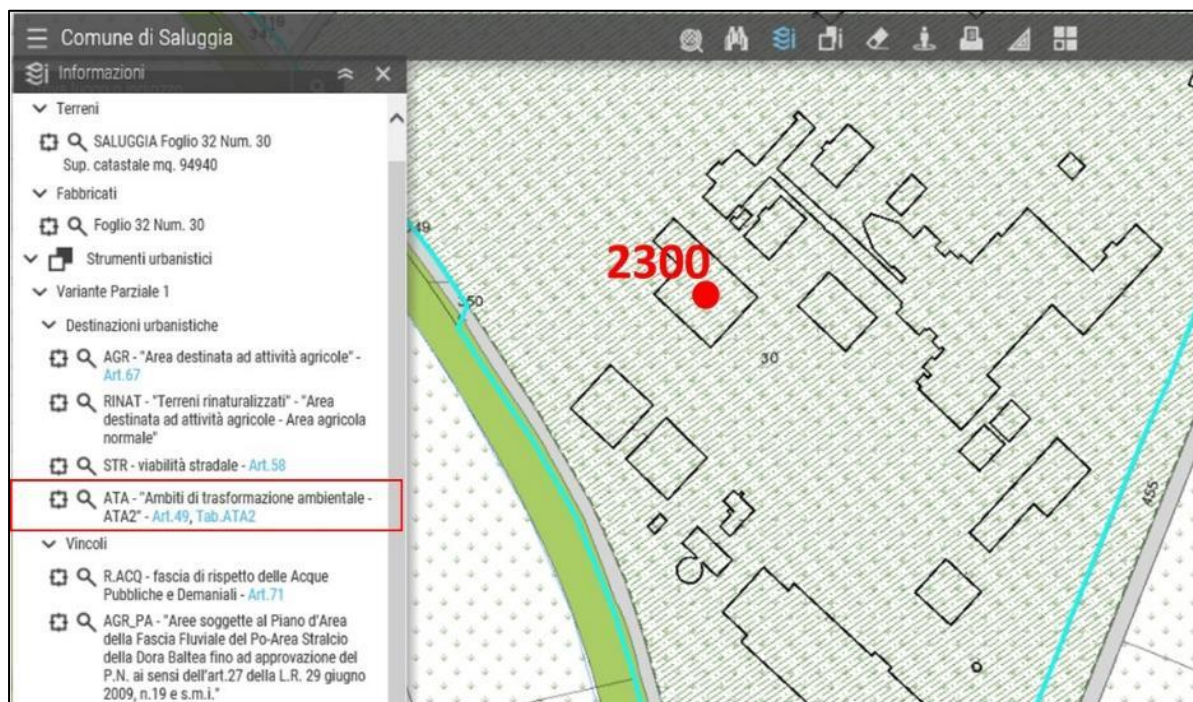 Comune di Saluggia
Informazioni
Terreni
SALUGGIA Foglio 32 Num. 30
Sup. catastale mq. 94940
Fabbricati
Foglio 32 Num. 30
Strumenti urbanistici
Variante Parziale 1
Destinazioni urbanistiche
AGR - "Area destinata ad attività agricole" -
Art.67
RINAT - "Terreni rinaturalizzati" - "Area
destinata ad attività agricole - Area agricola
normale"
STR - viabilità stradale - Art.58
ATA - "Ambiti di trasformazione ambientale -
ATA2" - Art.49, Tab.ATA2
Vincoli
R.ACQ - fascia di rispetto delle Acque
Pubbliche e Demaniali - Art.71
AGR_PA - "Aree soggette al Piano d'Area
della Fascia Fluviale del Po-Area Stralcio
della Dora Baltea fino ad approvazione del
P.N. ai sensi dell'art.27 della L.R. 29 giugno
2009, n.19 e s.m.i."
2300
350
30
455